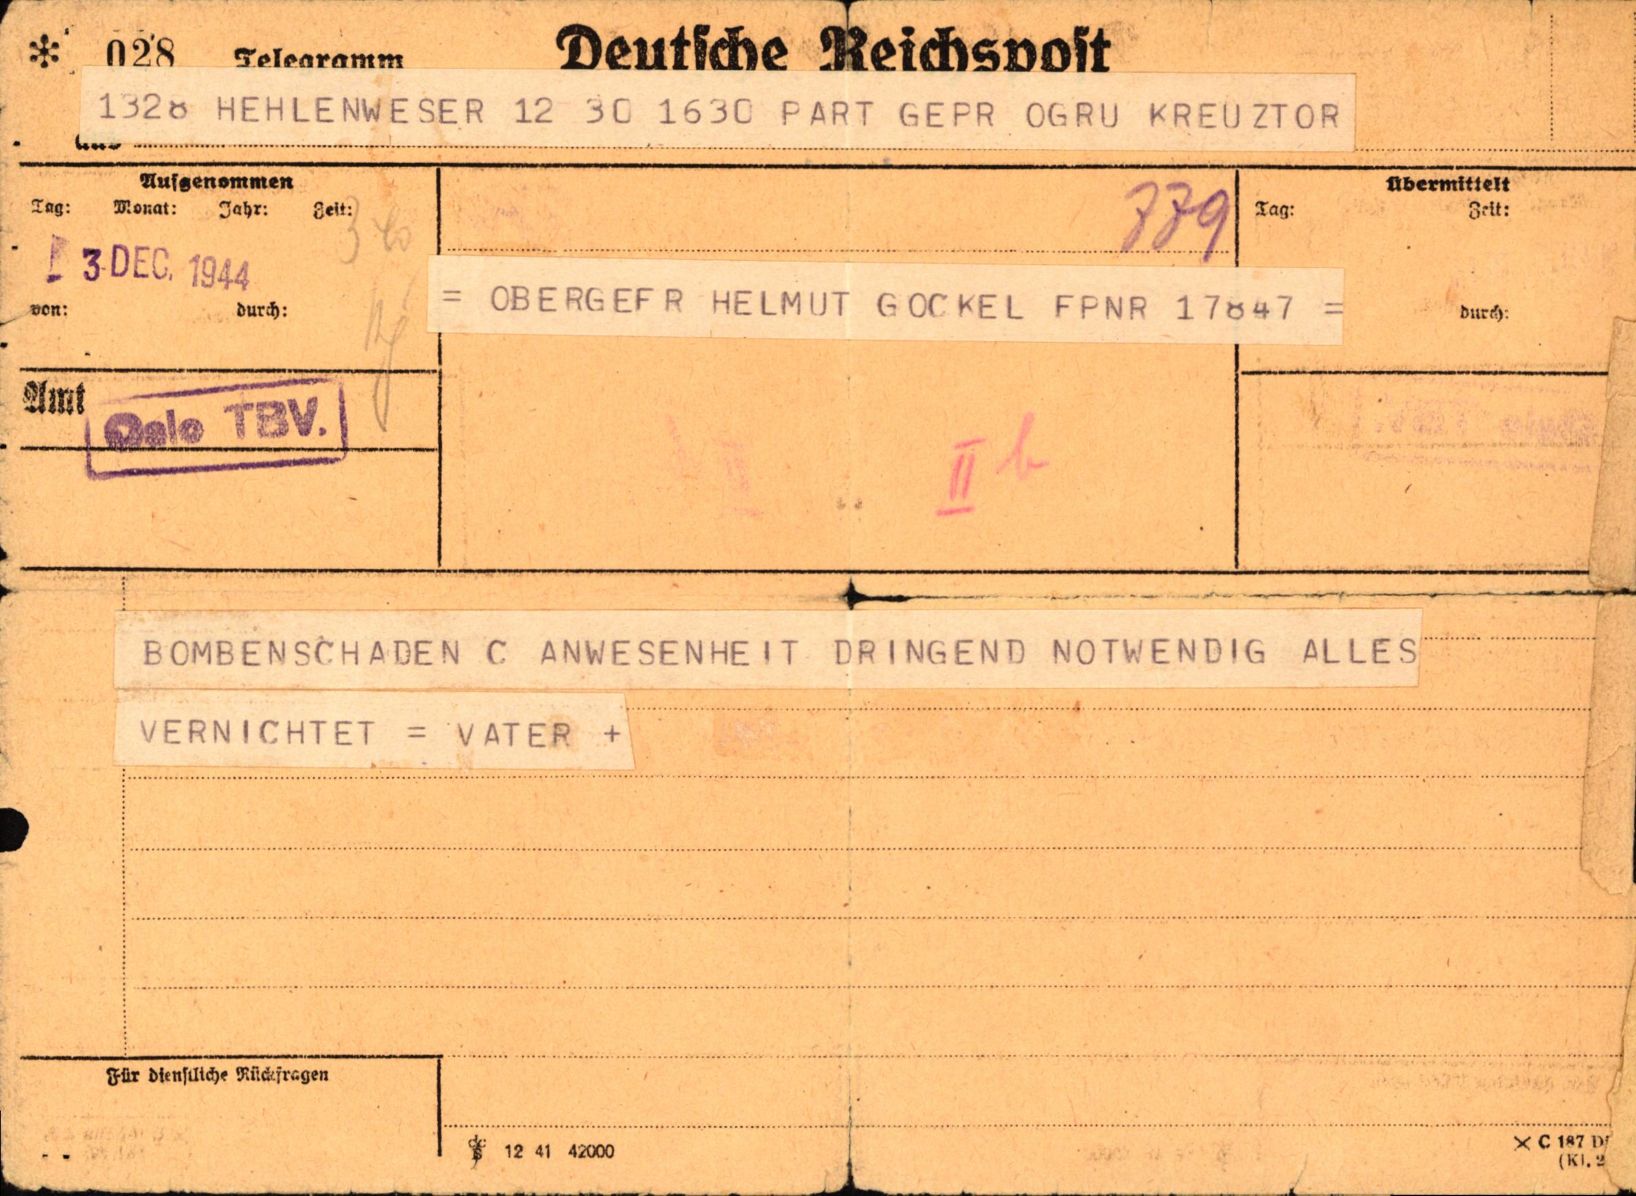 028 Telegramm Deutsche Reichspost
1328 HEHLENWESER 12 30 1630 PART GEPR OGRU KREUZTOR
Aufgenommen
Tag: Monat: Jahr: Zeit:
3. DEC. 1944
von: durch:
779
Übermittelt
Tag: Zeit:
durch:
= OBERGEFR HELMUT GOCKEL FPNR 17847 =
Amt
Oslo TBV.
II b
BOMBENSCHADEN C ANWESENHEIT DRINGEND NOTWENDIG ALLES
VERNICHTET = VATER +
Für dienstliche Rückfragen
12 41 42000
C 187
(Kl. 2